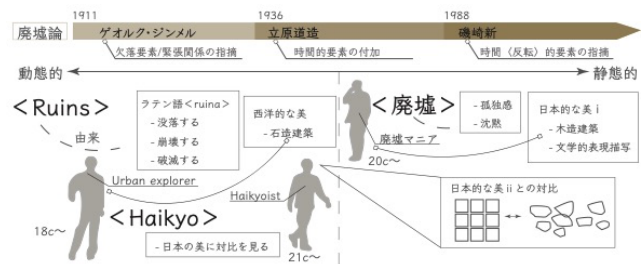 1911 1936 1988
廃墟論
ゲオルク・ジンメル
立原道造
磯崎新
欠落要素/緊張関係の指摘
時間的要素の付加
時間（反転）的要素の指摘
動態的
静態的
＜Ruins＞
由来
ラテン語<ruina>
- 没落する
- 崩壊する
- 破滅する
西洋的な美
- 石造建築
Urban explorer
18c〜
＜Haikyo＞
- 日本の美に対比を見る
Haikyoist
21c〜
＜廃墟＞
- 孤独感
- 沈黙
廃墟マニア
20c〜
日本的な美 i
- 木造建築
- 文学的表現描写
日本的な美 ii との対比